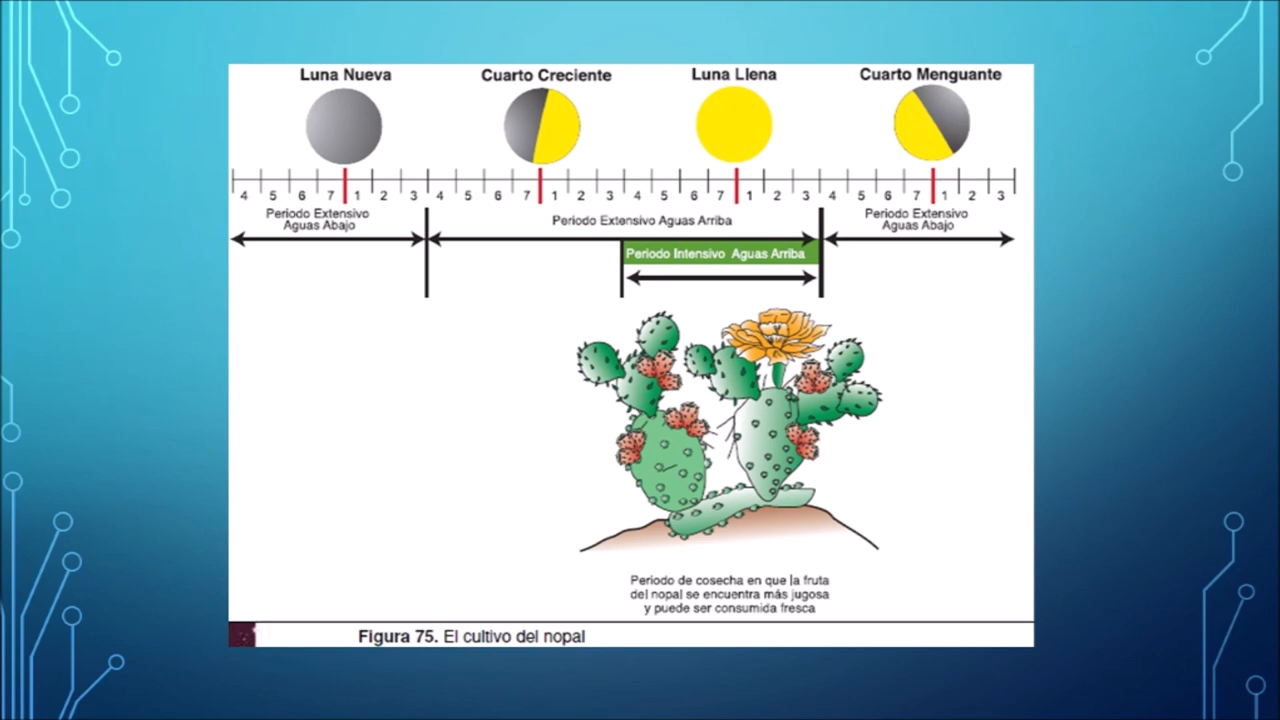 Luna Nueva
Cuarto Creciente
Luna Llena
Cuarto Menguante
4 5 6 7 1 2 3 4 5 6 7 1 2 3 4 5 6 7 1 2 3 4 5 6 7 1 2 3
Periodo Extensivo
Aguas Abajo
Periodo Extensivo Aguas Arriba
Periodo Extensivo
Aguas Abajo
Periodo Intensivo Aguas Arriba
Periodo de cosecha en que la fruta
del nopal se encuentra más jugosa
y puede ser consumida fresca
Figura 75. El cultivo del nopal